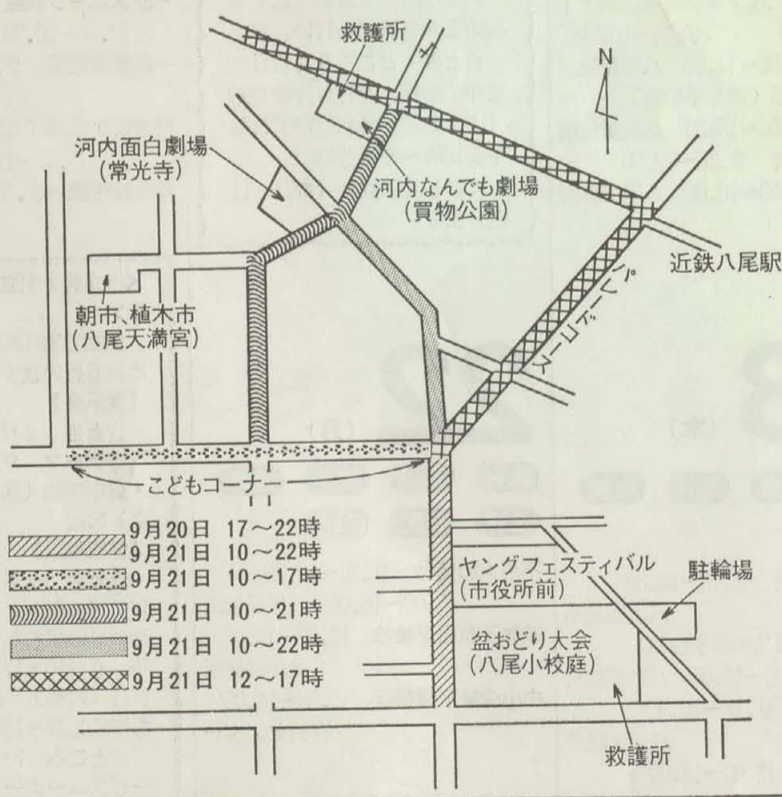 救護所
N
河内面白劇場
(常光寺)
河内なんでも劇場
(買物公園)
近鉄八尾駅
朝市、植木市
(八尾天満宮)
パレードコース
こどもコーナー
9月20日 17〜22時
9月21日 10〜22時
9月21日 10〜17時
9月21日 10〜21時
9月21日 10〜22時
9月21日 12〜17時
ヤングフェスティバル
(市役所前)
駐輪場
盆おどり大会
(八尾小校庭)
救護所